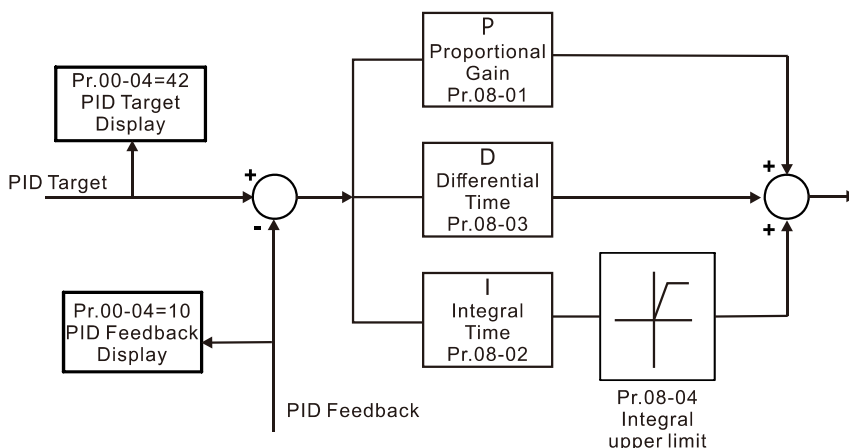 P
Proportional
Gain
Pr.08-01
Pr.00-04=42
PID Target
Display
PID Target
+
-
D
Differential
Time
Pr.08-03
+
+
I
Integral
Time
Pr.08-02
Pr.00-04=10
PID Feedback
Display
PID Feedback
Pr.08-04
Integral
upper limit